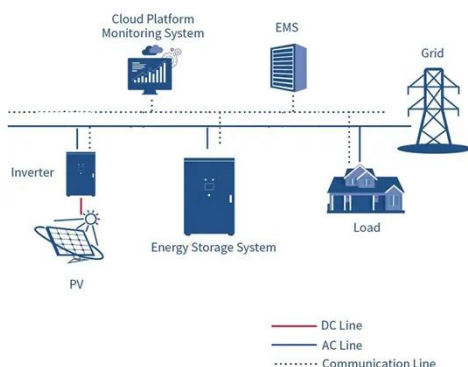 Cloud Platform
Monitoring System
EMS
Grid
Inverter
Energy Storage System
Load
PV
DC Line
AC Line
Communication Line